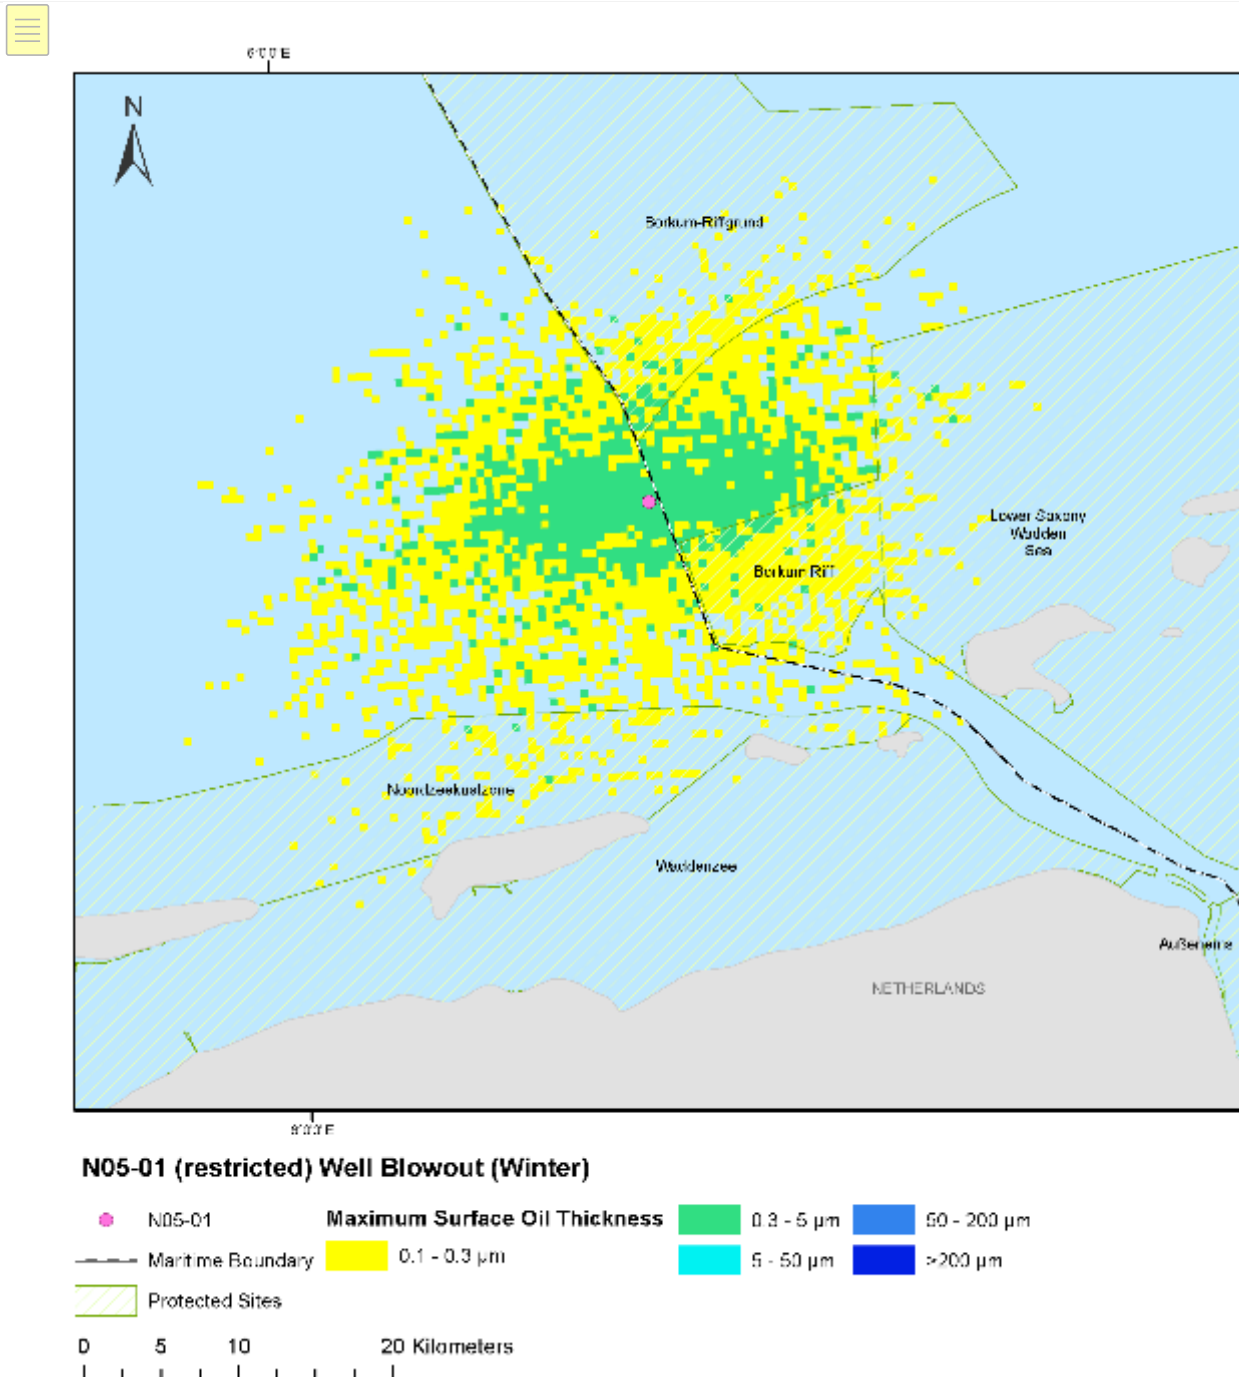 N
Borkum-Riffgrund
Lower Saxony
Wadden
Sea
Borkum Riff
Noordzeekustzone
Waddenzee
Außenems
NETHERLANDS
N05-01 (restricted) Well Blowout (Winter)
N05-01
Maritime Boundary
Protected Sites
Maximum Surface Oil Thickness
0.1 - 0.3 µm
0.3 - 5 µm
5 - 50 µm
50 - 200 µm
>200 µm
0 5 10 20 Kilometers